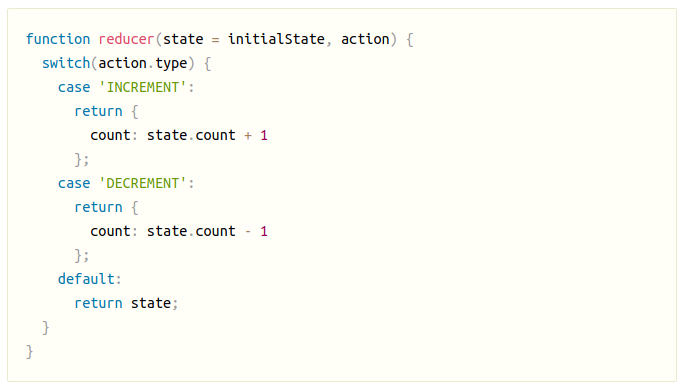 function reducer(state = initialState, action) {
  switch(action.type) {
    case 'INCREMENT':
      return {
        count: state.count + 1
      };
    case 'DECREMENT':
      return {
        count: state.count - 1
      };
    default:
      return state;
  }
}